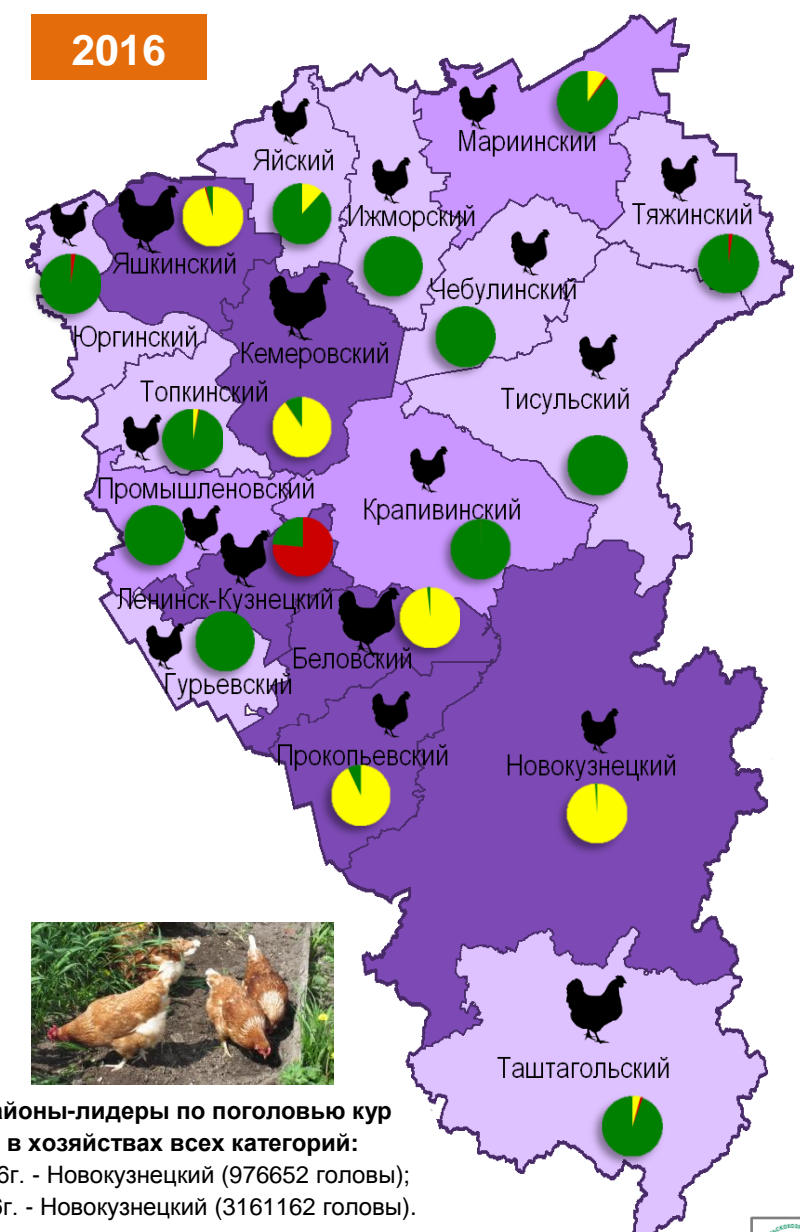 2016
Мариинский
Яйский
Ижморский
Тяжинский
Яшкинский
Чебулинский
Юргинский
Кемеровский
Топкинский
Тисульский
Промышленовский
Крапивинский
Ленинск-Кузнецкий
Беловский
Гурьевский
Прокопьевский
Новокузнецкий
Таштагольский
айоны-лидеры по поголовью кур
в хозяйствах всех категорий:
6г. - Новокузнецкий (976652 головы);
6г. - Новокузнецкий (3161162 головы).